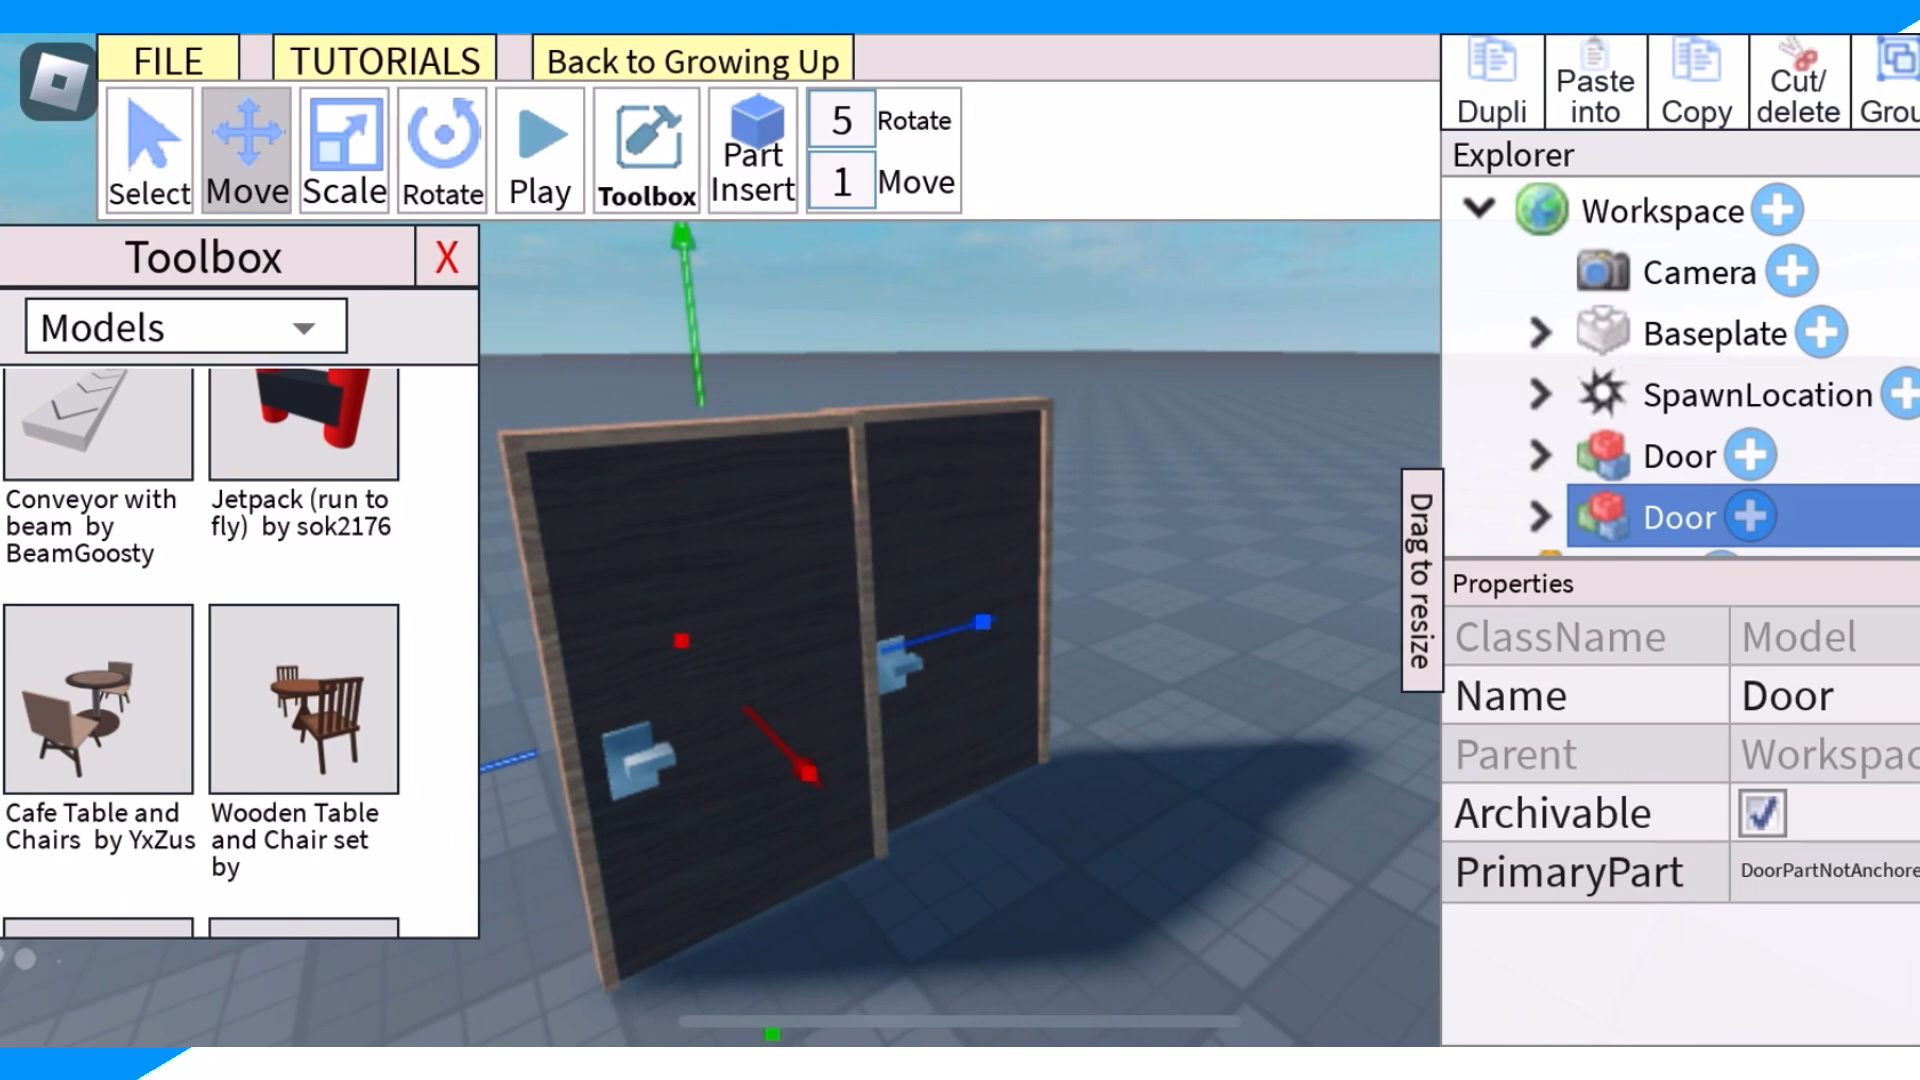 FILE
TUTORIALS
Back to Growing Up
Select
Move
Scale
Rotate
Play
Toolbox
Part
Insert
5 Rotate
1 Move
Dupli
Paste
into
Copy
Cut/
delete
Grou
Explorer
Workspace
Camera
Baseplate
SpawnLocation
Door
Door
Toolbox X
Models
Conveyor with
beam by
BeamGoosty
Jetpack (run to
fly) by sok2176
Cafe Table and
Chairs by YxZus
Wooden Table
and Chair set
by
Drag to resize
Properties
ClassName Model
Name Door
Parent Workspac
Archivable
PrimaryPart DoorPartNotAnchore